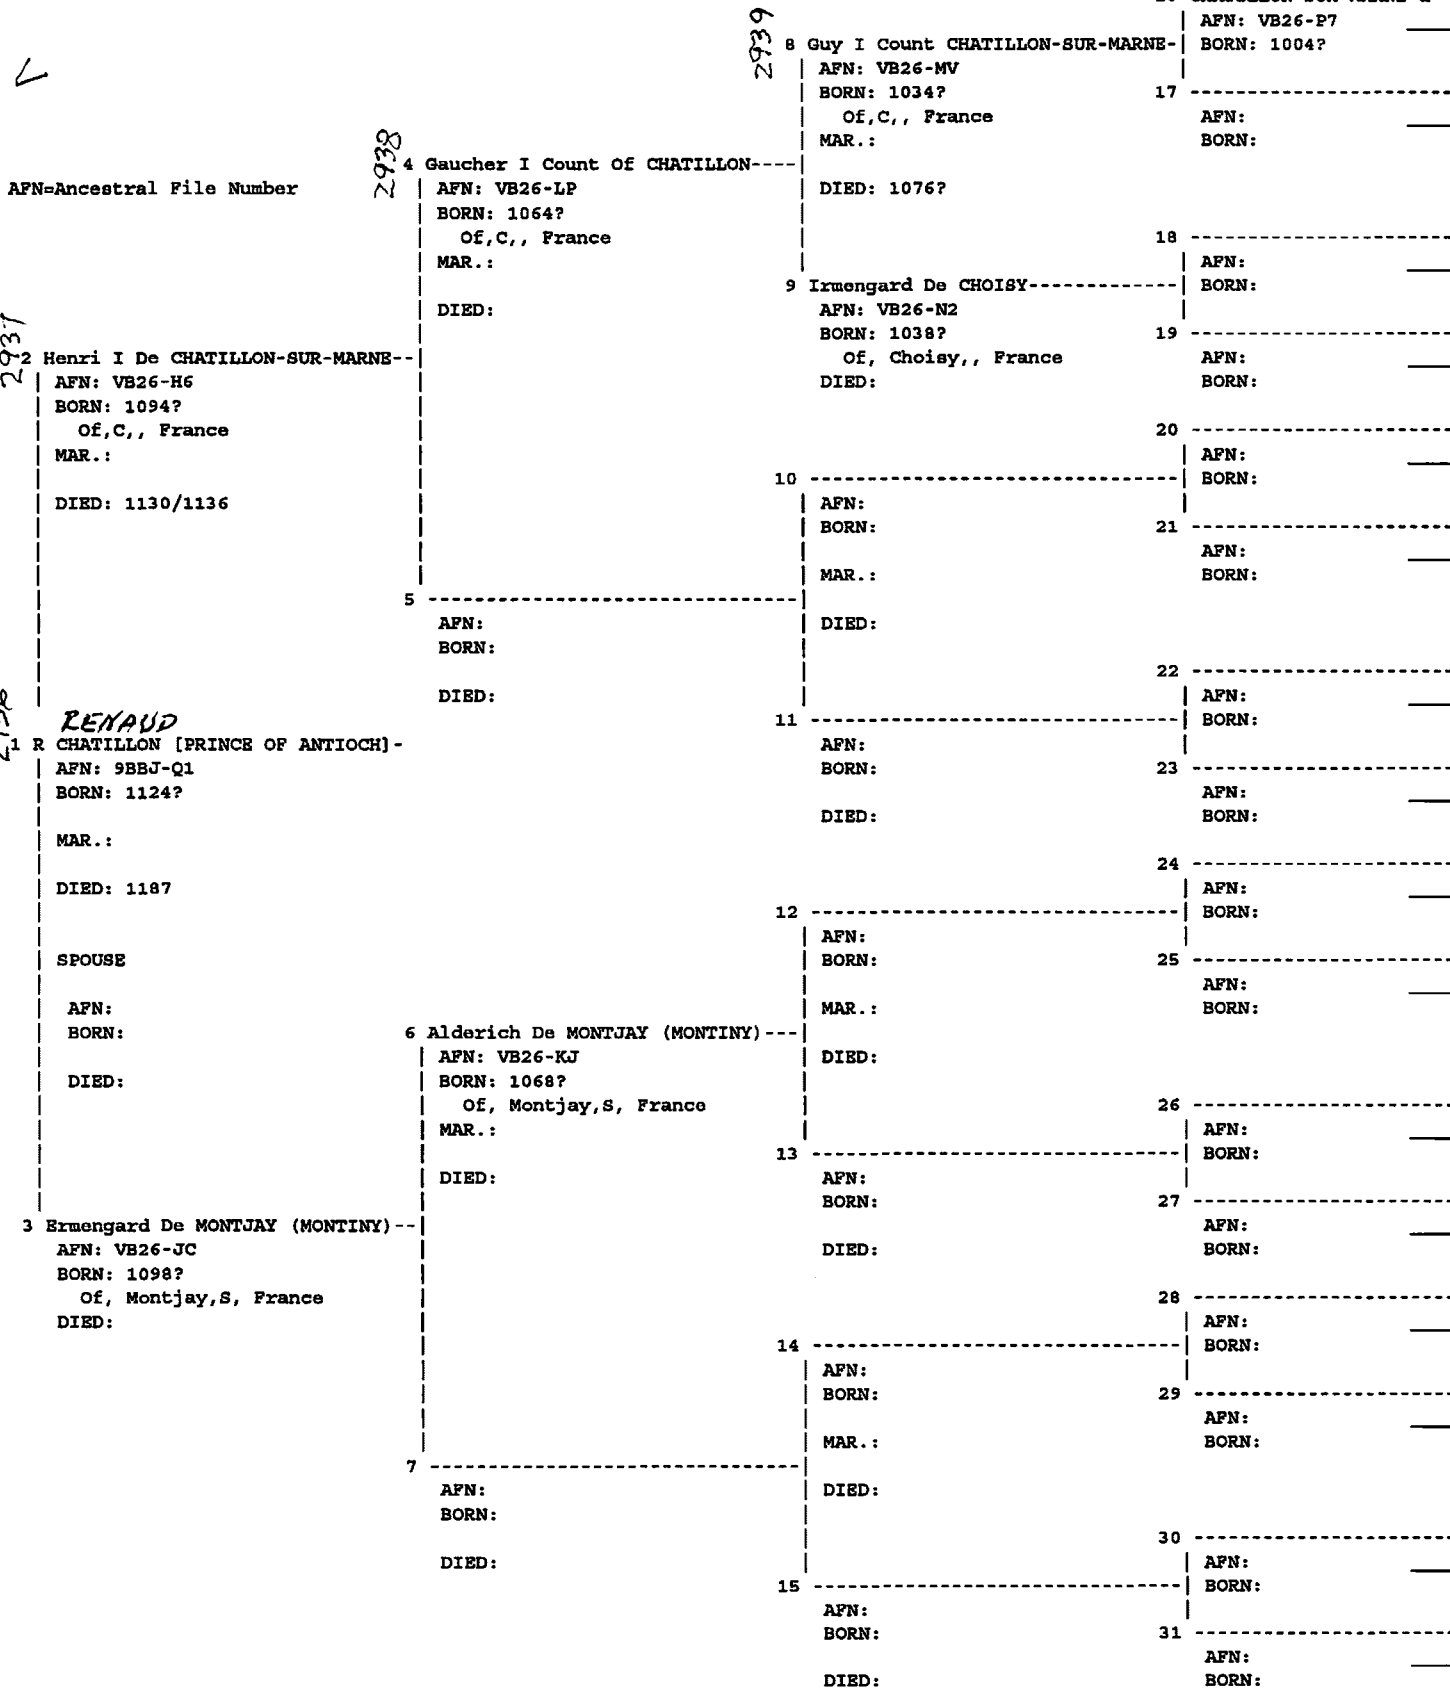 AFN: VB26-P7
2939
8 Guy I Count CHATILLON-SUR-MARNE-
BORN: 1004?
AFN: VB26-MV
BORN: 1034?
17
Of,C,, France
AFN:
MAR.:
BORN:
2938
4 Gaucher I Count Of CHATILLON----
AFN=Ancestral File Number
AFN: VB26-LP
DIED: 1076?
BORN: 1064?
Of,C,, France
18
MAR.:
AFN:
9 Irmengard De CHOISY-------------
BORN:
DIED:
AFN: VB26-N2
2937
BORN: 1038?
19
2 Henri I De CHATILLON-SUR-MARNE--
Of, Choisy,, France
AFN:
AFN: VB26-H6
DIED:
BORN:
BORN: 1094?
Of,C,, France
20
MAR.:
AFN:
10
BORN:
DIED: 1130/1136
AFN:
BORN:
21
AFN:
MAR.:
BORN:
5
AFN:
DIED:
BORN:
22
DIED:
AFN:
RENAUD
11
BORN:
1 R CHATILLON [PRINCE OF ANTIOCH]-
AFN:
AFN: 9BBJ-Q1
BORN:
23
BORN: 1124?
AFN:
DIED:
BORN:
MAR.:
24
DIED: 1187
AFN:
12
BORN:
AFN:
SPOUSE
BORN:
25
AFN:
AFN:
MAR.:
BORN:
BORN:
6 Alderich De MONTJAY (MONTINY)---
AFN: VB26-KJ
DIED:
DIED:
BORN: 1068?
Of, Montjay,S, France
26
MAR.:
AFN:
13
BORN:
DIED:
AFN:
BORN:
27
3 Ermengard De MONTJAY (MONTINY)--
AFN:
AFN: VB26-JC
DIED:
BORN:
BORN: 1098?
Of, Montjay,S, France
28
DIED:
AFN:
14
BORN:
AFN:
BORN:
29
AFN:
MAR.:
BORN:
7
AFN:
DIED:
BORN:
30
DIED:
AFN:
15
BORN:
AFN:
BORN:
31
AFN:
DIED:
BORN: